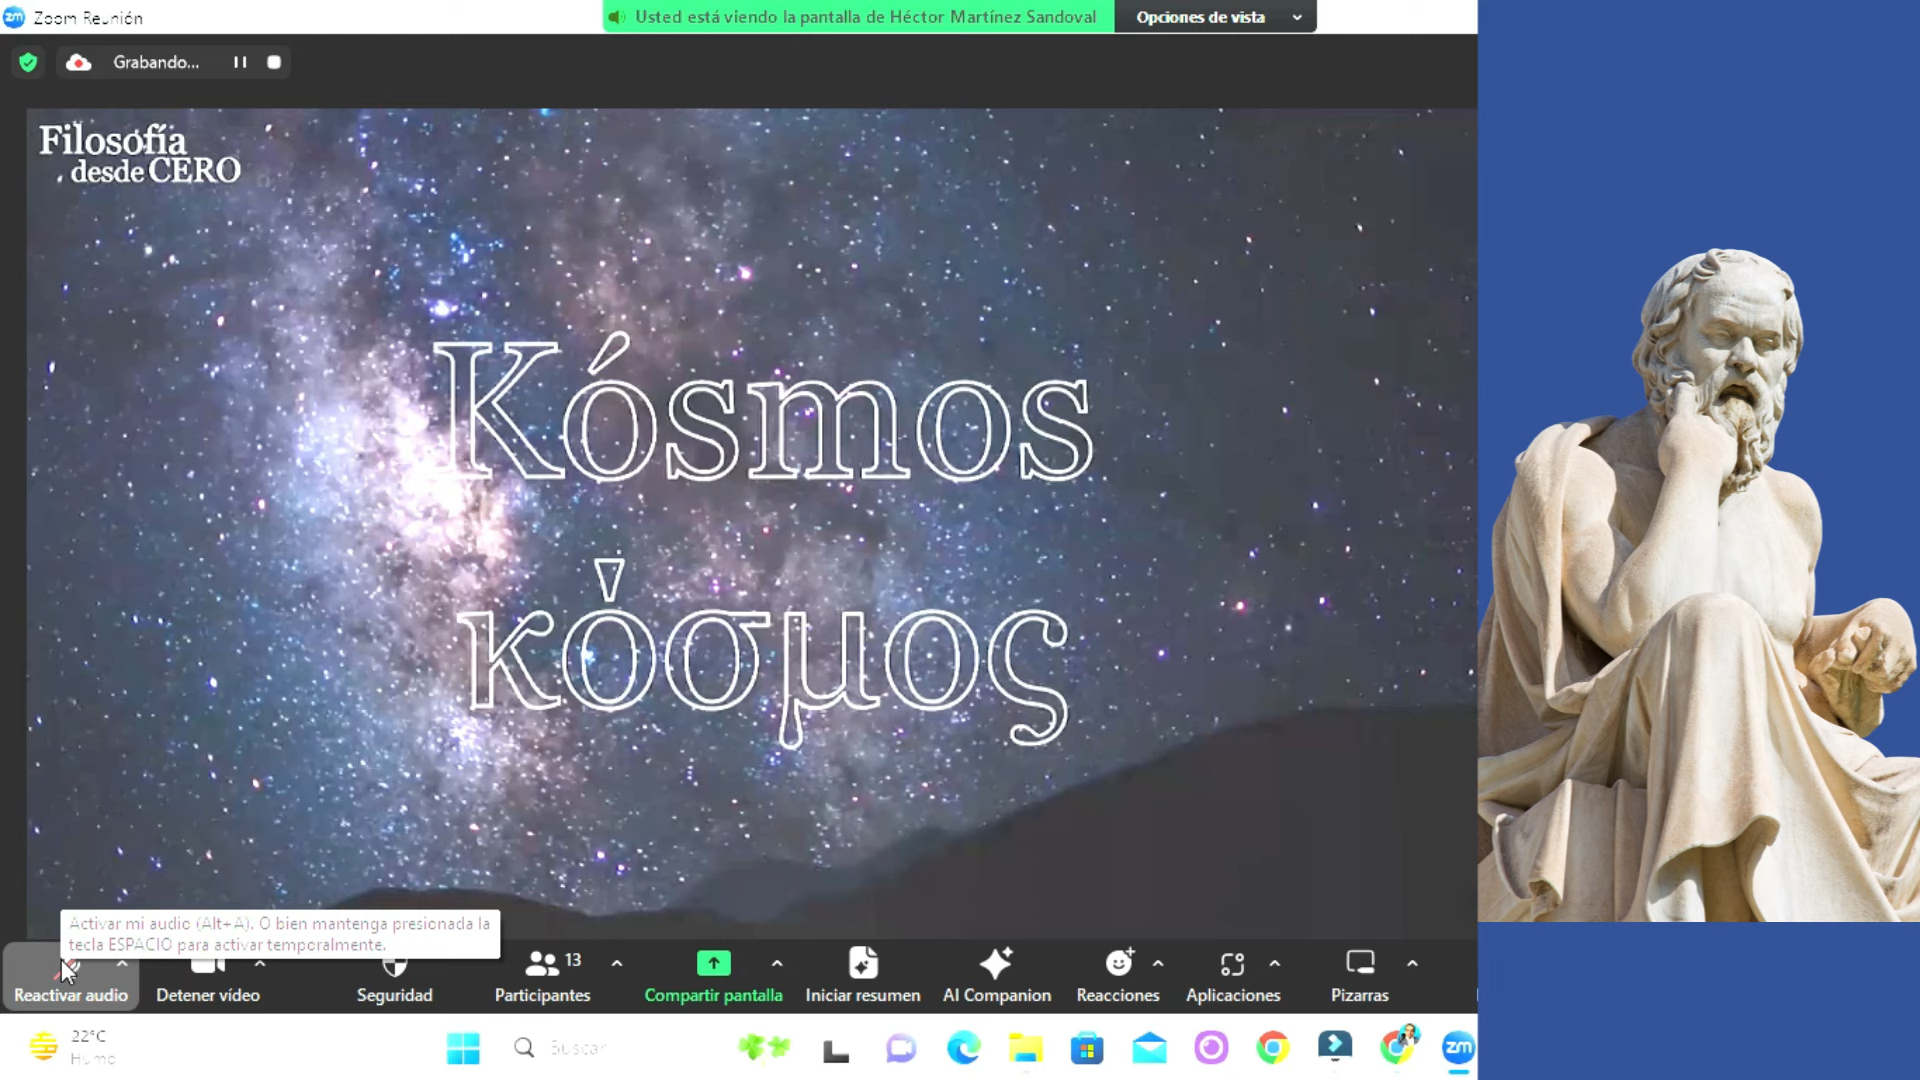 Zoom Reunión
Usted está viendo la pantalla de Héctor Martínez Sandoval
Opciones de vista
Grabando...
Filosofía
desde CERO
Kósmos
κόσμος
Activar mi audio (Alt+A). O bien mantenga presionada la
tecla ESPACIO para activar temporalmente.
13
Reactivar audio
Detener vídeo
Seguridad
Participantes
Compartir pantalla
Iniciar resumen
AI Companion
Reacciones
Aplicaciones
Pizarras
22°C
Humo
Buscar
zm